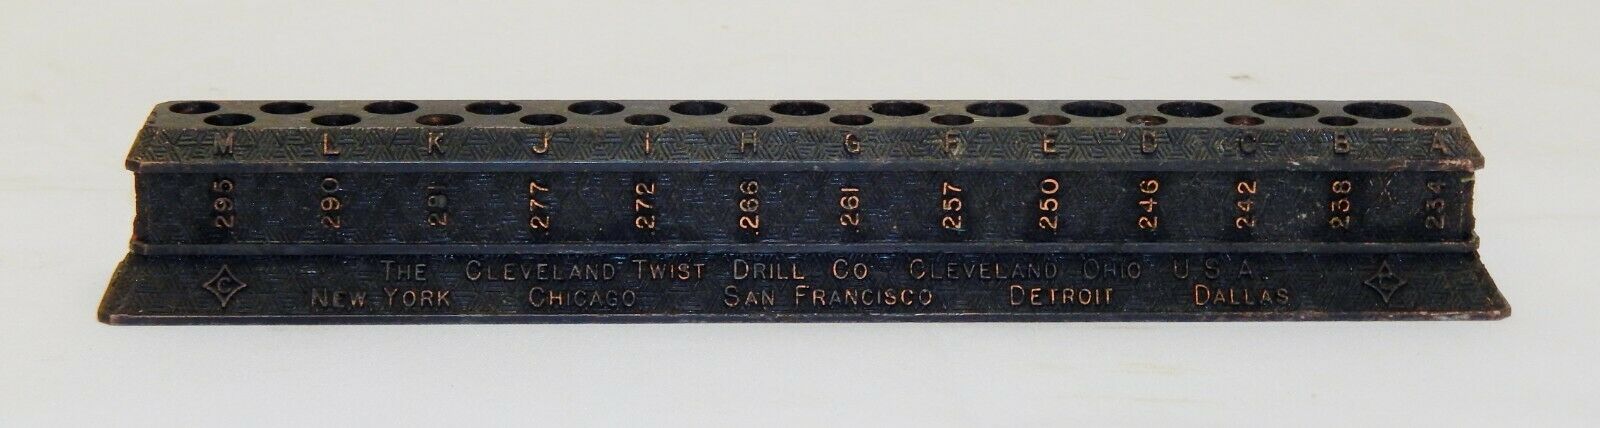 M L K J I H G F E D C B A
.295 .290 .281 .277 .272 .266 .261 .257 .250 .246 .242 .238 .234
C THE CLEVELAND TWIST DRILL CO CLEVELAND OHIO U.S.A.
NEW YORK CHICAGO SAN FRANCISCO DETROIT DALLAS